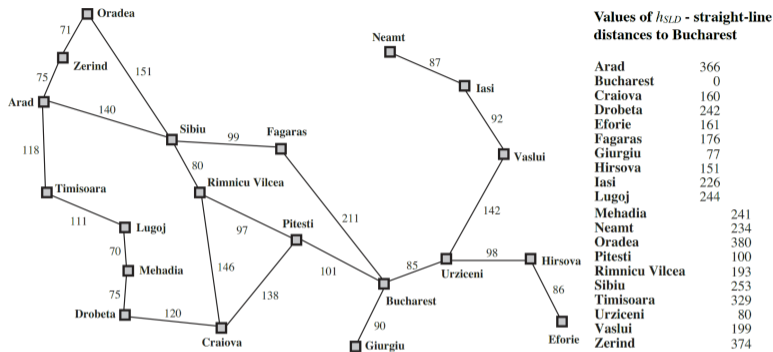 Oradea
71
Zerind
75
151
Arad
140
118
Sibiu
99
Fagaras
80
Timisoara
Rimnicu Vilcea
111
Lugoj
97
Pitesti
211
70
Mehadia
146
101
75
138
Drobeta
120
Craiova
Bucharest
90
Giurgiu
85
Urziceni
98
Hirsova
86
Eforie
142
Vaslui
92
Iasi
87
Neamt
Values of hSLD - straight-line
distances to Bucharest
Arad 366
Bucharest 0
Craiova 160
Drobeta 242
Eforie 161
Fagaras 176
Giurgiu 77
Hirsova 151
Iasi 226
Lugoj 244
Mehadia 241
Neamt 234
Oradea 380
Pitesti 100
Rimnicu Vilcea 193
Sibiu 253
Timisoara 329
Urziceni 80
Vaslui 199
Zerind 374